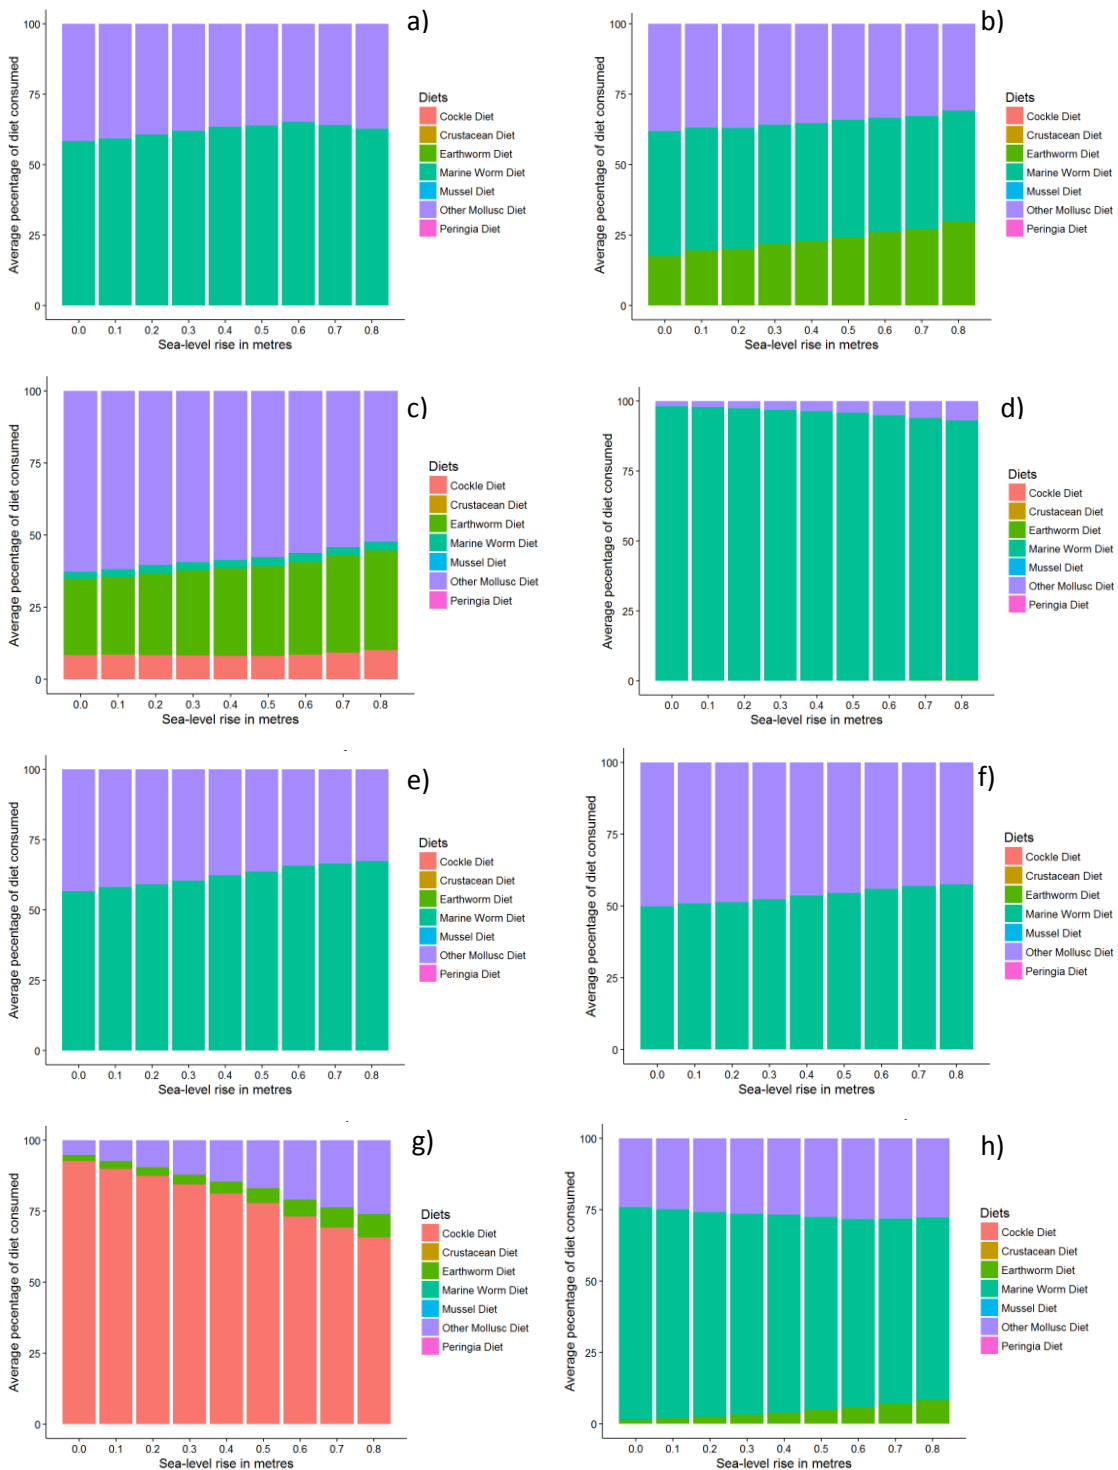 a)
Average pecentage of diet consumed
100
75
50
25
0
0.0 0.1 0.2 0.3 0.4 0.5 0.6 0.7 0.8
Sea-level rise in metres
Diets
Cockle Diet
Crustacean Diet
Earthworm Diet
Marine Worm Diet
Mussel Diet
Other Mollusc Diet
Peringia Diet
b)
Average pecentage of diet consumed
100
75
50
25
0
0.0 0.1 0.2 0.3 0.4 0.5 0.6 0.7 0.8
Sea-level rise in metres
Diets
Cockle Diet
Crustacean Diet
Earthworm Diet
Marine Worm Diet
Mussel Diet
Other Mollusc Diet
Peringia Diet
c)
Average pecentage of diet consumed
100
75
50
25
0
0.0 0.1 0.2 0.3 0.4 0.5 0.6 0.7 0.8
Sea-level rise in metres
Diets
Cockle Diet
Crustacean Diet
Earthworm Diet
Marine Worm Diet
Mussel Diet
Other Mollusc Diet
Peringia Diet
d)
Average pecentage of diet consumed
100
75
50
25
0
0.0 0.1 0.2 0.3 0.4 0.5 0.6 0.7 0.8
Sea-level rise in metres
Diets
Cockle Diet
Crustacean Diet
Earthworm Diet
Marine Worm Diet
Mussel Diet
Other Mollusc Diet
Peringia Diet
e)
Average pecentage of diet consumed
100
75
50
25
0
0.0 0.1 0.2 0.3 0.4 0.5 0.6 0.7 0.8
Sea-level rise in metres
Diets
Cockle Diet
Crustacean Diet
Earthworm Diet
Marine Worm Diet
Mussel Diet
Other Mollusc Diet
Peringia Diet
f)
Average pecentage of diet consumed
100
75
50
25
0
0.0 0.1 0.2 0.3 0.4 0.5 0.6 0.7 0.8
Sea-level rise in metres
Diets
Cockle Diet
Crustacean Diet
Earthworm Diet
Marine Worm Diet
Mussel Diet
Other Mollusc Diet
Peringia Diet
g)
Average pecentage of diet consumed
100
75
50
25
0
0.0 0.1 0.2 0.3 0.4 0.5 0.6 0.7 0.8
Sea-level rise in metres
Diets
Cockle Diet
Crustacean Diet
Earthworm Diet
Marine Worm Diet
Mussel Diet
Other Mollusc Diet
Peringia Diet
h)
Average pecentage of diet consumed
100
75
50
25
0
0.0 0.1 0.2 0.3 0.4 0.5 0.6 0.7 0.8
Sea-level rise in metres
Diets
Cockle Diet
Crustacean Diet
Earthworm Diet
Marine Worm Diet
Mussel Diet
Other Mollusc Diet
Peringia Diet